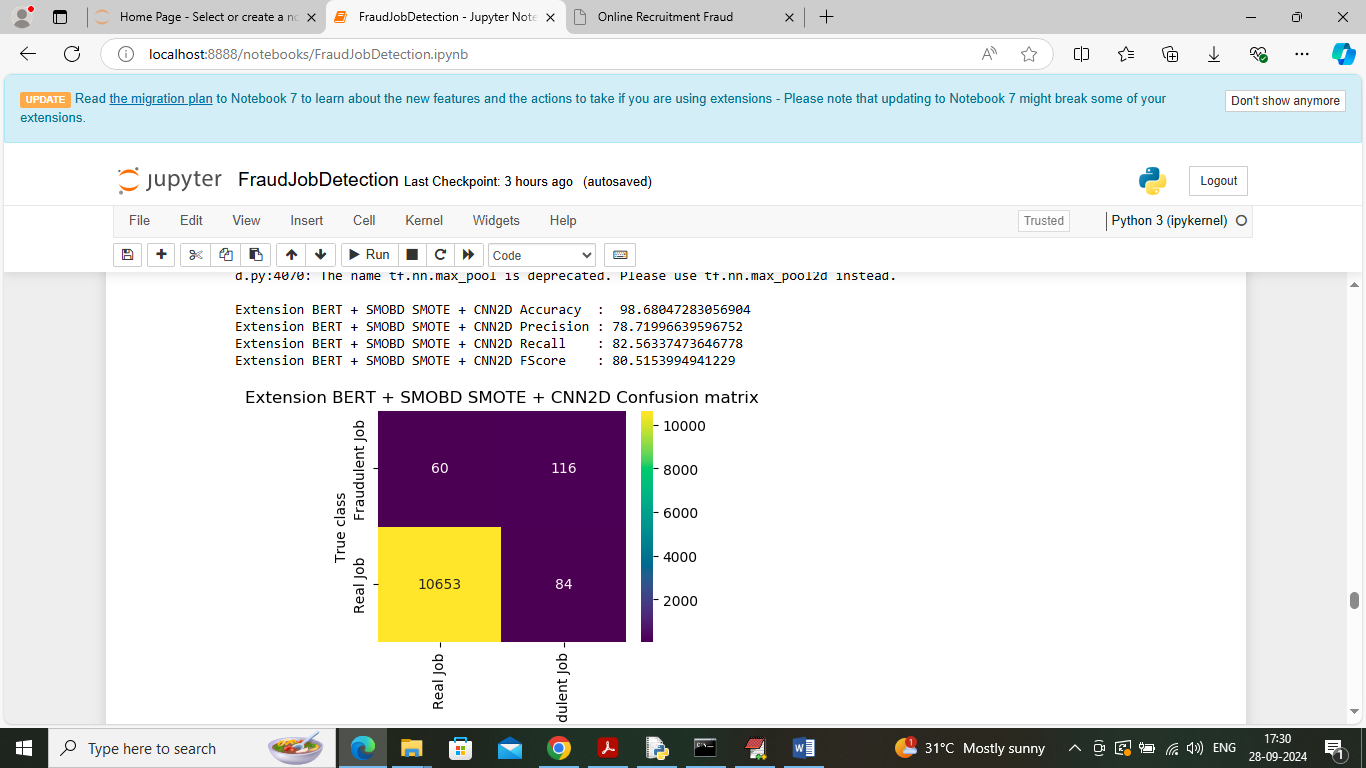 Home Page - Select or create a no
FraudJobDetection - Jupyter Note
Online Recruitment Fraud
localhost:8888/notebooks/FraudJobDetection.ipynb
UPDATE Read the migration plan to Notebook 7 to learn about the new features and the actions to take if you are using extensions - Please note that updating to Notebook 7 might break some of your
extensions.
Don't show anymore
jupyter FraudJobDetection Last Checkpoint: 3 hours ago (autosaved)
Logout
File Edit View Insert Cell Kernel Widgets Help
Trusted
Python 3 (ipykernel)
Run
Code
d.py:4070: The name tf.nn.max_pool is deprecated. Please use tf.nn.max_pool2d instead.
Extension BERT + SMOBD SMOTE + CNN2D Accuracy : 98.68047283056904
Extension BERT + SMOBD SMOTE + CNN2D Precision : 78.71996639596752
Extension BERT + SMOBD SMOTE + CNN2D Recall : 82.56337473646778
Extension BERT + SMOBD SMOTE + CNN2D FScore : 80.5153994941229
Extension BERT + SMOBD SMOTE + CNN2D Confusion matrix
True class
Fraudulent Job
Real Job
60
116
10653
84
Real Job
dulent Job
10000
8000
6000
4000
2000
Type here to search
1
31°C Mostly sunny
ENG
17:30
28-09-2024
1